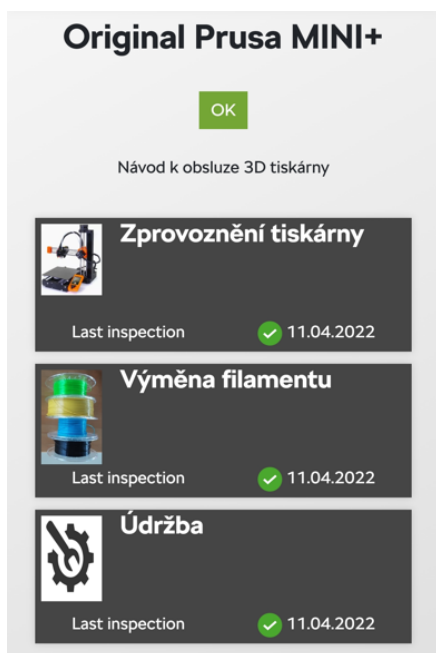 Original Prusa MINI+
OK
Návod k obsluze 3D tiskárny
Zprovoznění tiskárny
Last inspection 11.04.2022
Výměna filamentu
Last inspection 11.04.2022
Údržba
Last inspection 11.04.2022